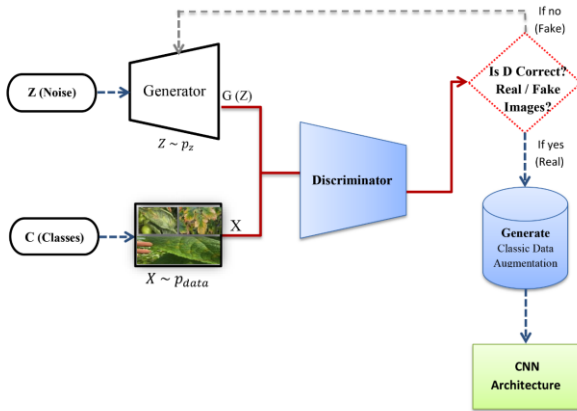 If no
(Fake)
Z (Noise)
Generator
G (Z)
Z ~ p_z
Is D Correct?
Real / Fake
Images?
If yes
(Real)
Discriminator
C (Classes)
X
X ~ p_data
Generate
Classic Data
Augmentation
CNN
Architecture